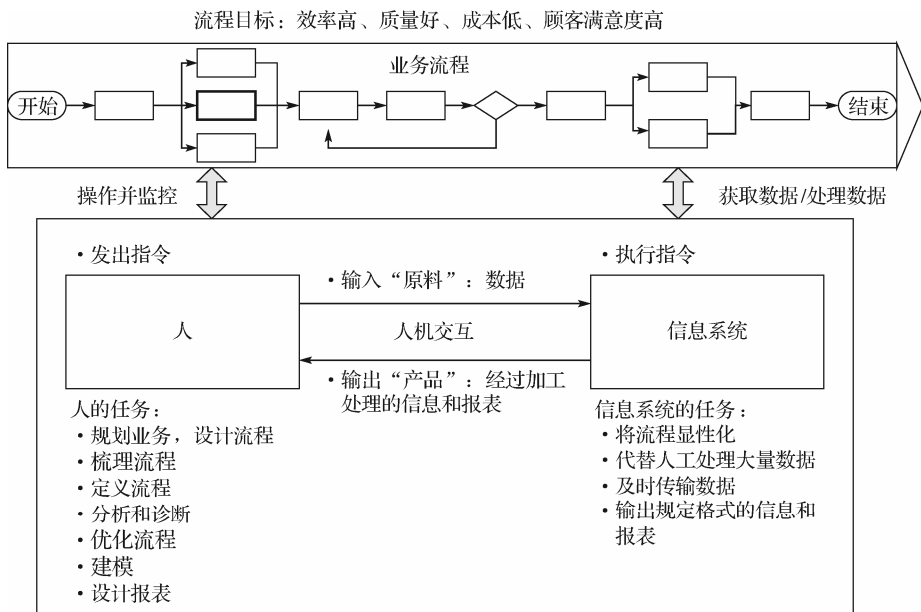 流程目标：效率高、质量好、成本低、顾客满意度高
业务流程
开始
结束
操作并监控
获取数据/处理数据
·发出指令
·执行指令
·输入“原料”：数据
人
人机交互
信息系统
·输出“产品”：经过加工
处理的信息和报表
人的任务：
·规划业务，设计流程
·梳理流程
·定义流程
·分析和诊断
·优化流程
·建模
·设计报表
信息系统的任务：
·将流程显性化
·代替人工处理大量数据
·及时传输数据
·输出规定格式的信息和
报表